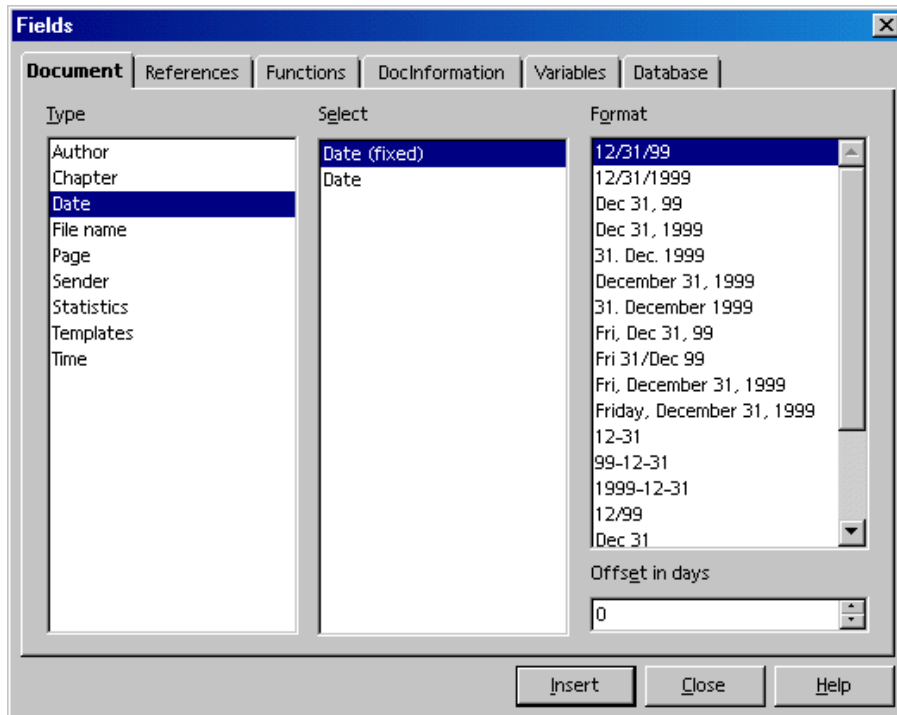 Fields
Document References Functions DocInformation Variables Database
Type
Author
Chapter
Date
File name
Page
Sender
Statistics
Templates
Time
Select
Date (fixed)
Date
Format
12/31/99
12/31/1999
Dec 31, 99
Dec 31, 1999
31. Dec. 1999
December 31, 1999
31. December 1999
Fri, Dec 31, 99
Fri 31/Dec 99
Fri, December 31, 1999
Friday, December 31, 1999
12-31
99-12-31
1999-12-31
12/99
Dec 31
Offset in days
0
Insert Close Help